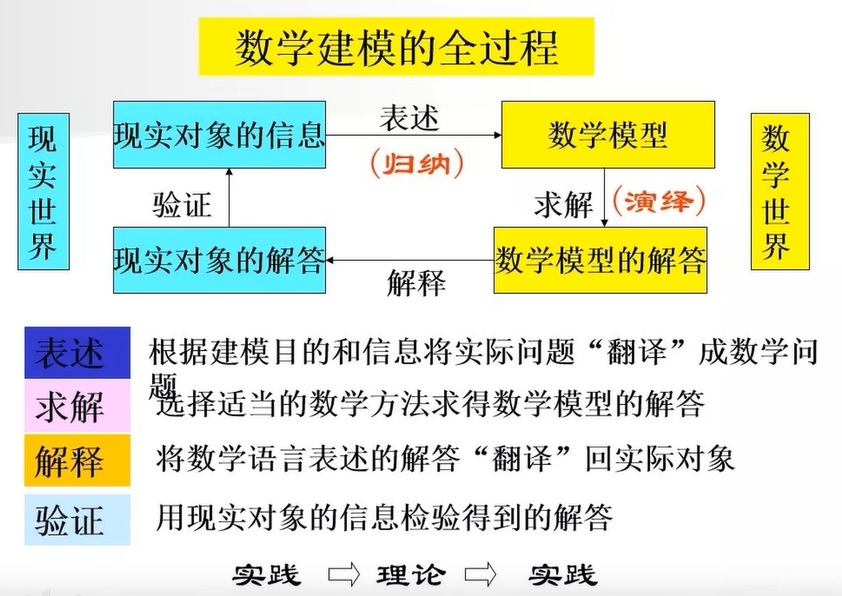 数学建模的全过程
现实世界
现实对象的信息
表述
(归纳)
数学模型
数学世界
验证
求解
(演绎)
现实对象的解答
解释
数学模型的解答
表述
根据建模目的和信息将实际问题“翻译”成数学问
题
求解
选择适当的数学方法求得数学模型的解答
解释
将数学语言表述的解答“翻译”回实际对象
验证
用现实对象的信息检验得到的解答
实践 理论 实践